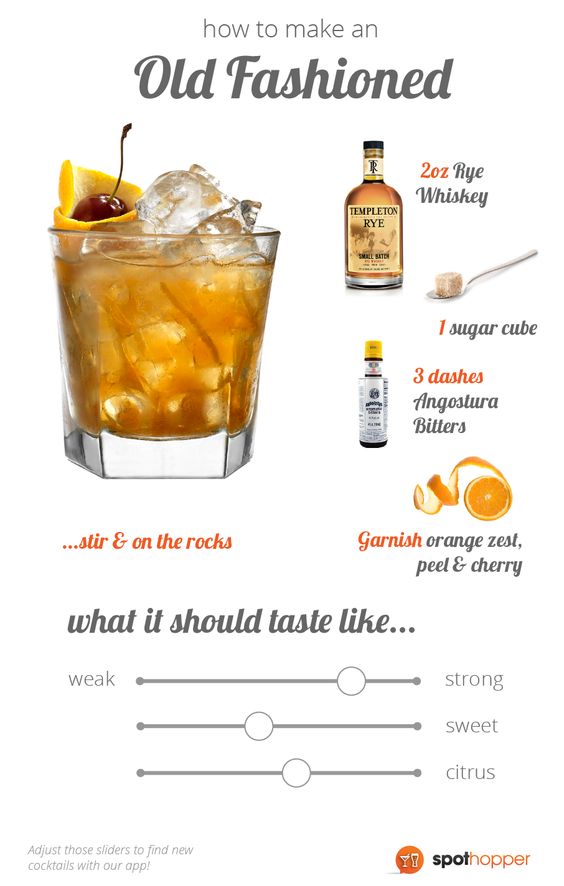 how to make an
Old Fashioned
2oz Rye
Whiskey
TR
TEMPLETON
RYE
SMALL BATCH
1 sugar cube
3 dashes
Angostura
Bitters
...stir & on the rocks
Garnish orange zest,
peel & cherry
what it should taste like...
weak
strong
sweet
citrus
Adjust those sliders to find new
cocktails with our app!
spothopper